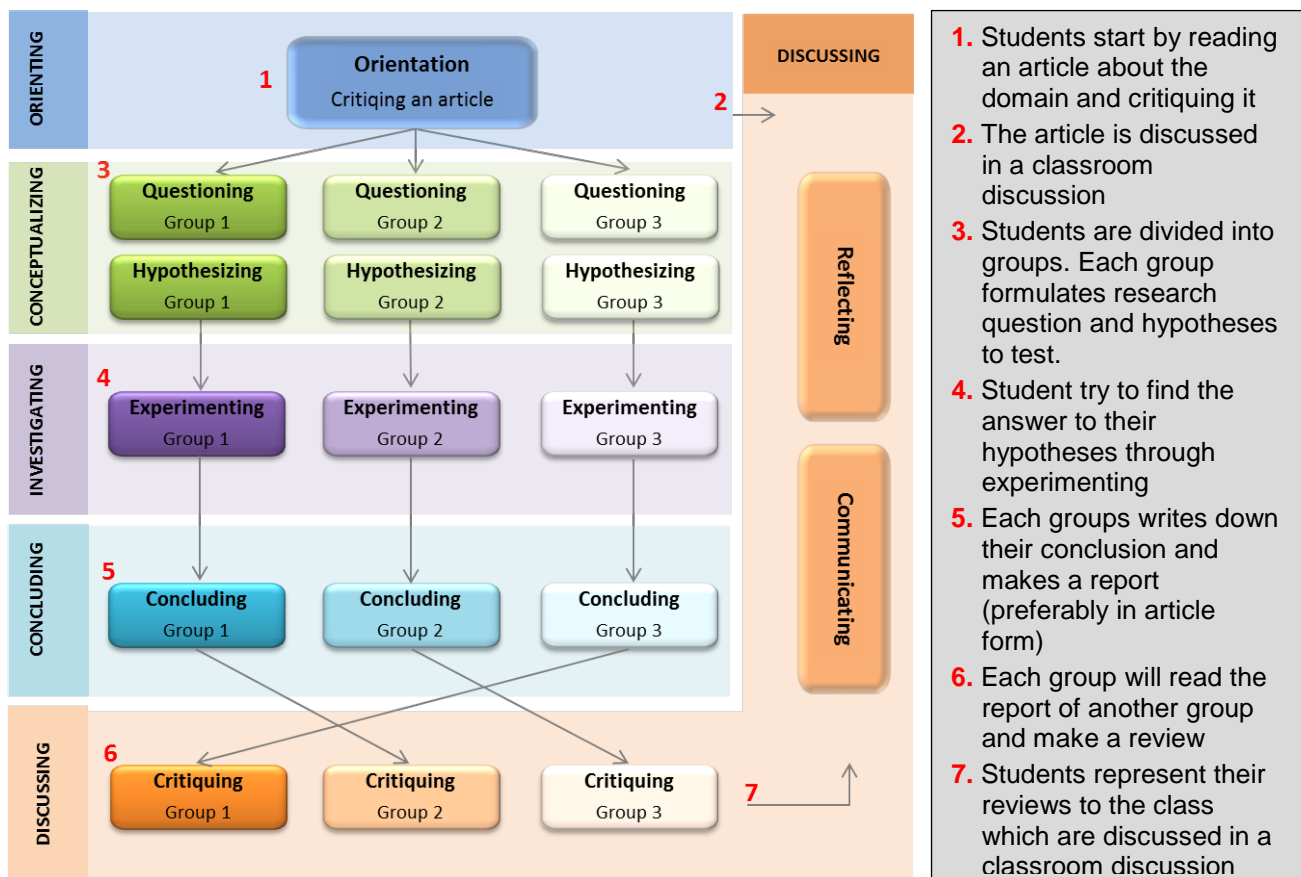 ORIENTING
1
Orientation
Critiqing an article
2
DISCUSSING
CONCEPTUALIZING
3
Questioning
Group 1
Questioning
Group 2
Questioning
Group 3
Hypothesizing
Group 1
Hypothesizing
Group 2
Hypothesizing
Group 3
Reflecting
INVESTIGATING
4
Experimenting
Group 1
Experimenting
Group 2
Experimenting
Group 3
Communicating
CONCLUDING
5
Concluding
Group 1
Concluding
Group 2
Concluding
Group 3
DISCUSSING
6
Critiquing
Group 1
Critiquing
Group 2
Critiquing
Group 3
7
1. Students start by reading
an article about the
domain and critiquing it
2. The article is discussed
in a classroom
discussion
3. Students are divided into
groups. Each group
formulates research
question and hypotheses
to test.
4. Student try to find the
answer to their
hypotheses through
experimenting
5. Each groups writes down
their conclusion and
makes a report
(preferably in article
form)
6. Each group will read the
report of another group
and make a review
7. Students represent their
reviews to the class
which are discussed in a
classroom discussion